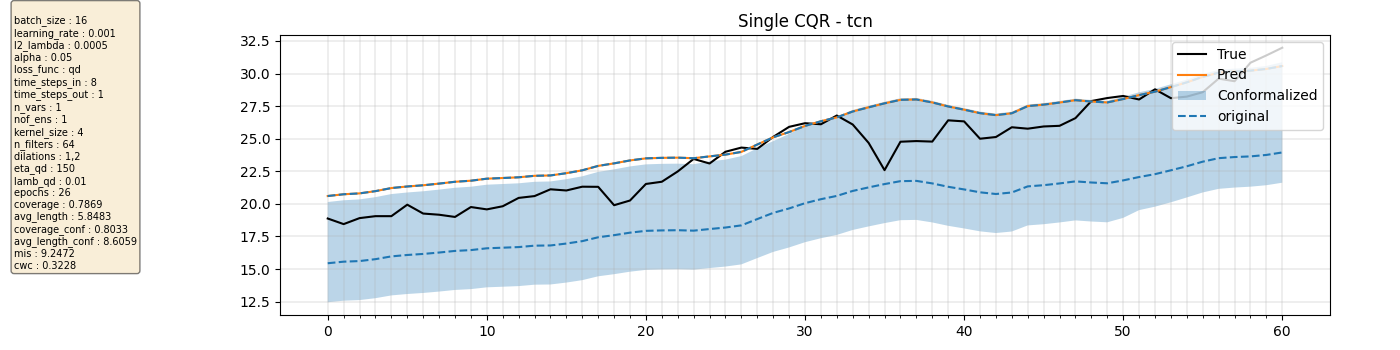 batch_size : 16
learning_rate : 0.001
l2_lambda : 0.0005
alpha : 0.05
loss_func : qd
time_steps_in : 8
time_steps_out : 1
n_vars : 1
nof_ens : 1
kernel_size : 4
n_filters : 64
dilations : 1,2
eta_qd : 150
lamb_qd : 0.01
epochs : 26
coverage : 0.7869
avg_length : 5.8483
coverage_conf : 0.8033
avg_length_conf : 8.6059
mis : 9.2472
cwc : 0.3228
Single CQR - tcn
32.5
30.0
27.5
25.0
22.5
20.0
17.5
15.0
12.5
True
Pred
Conformalized
original
0 10 20 30 40 50 60